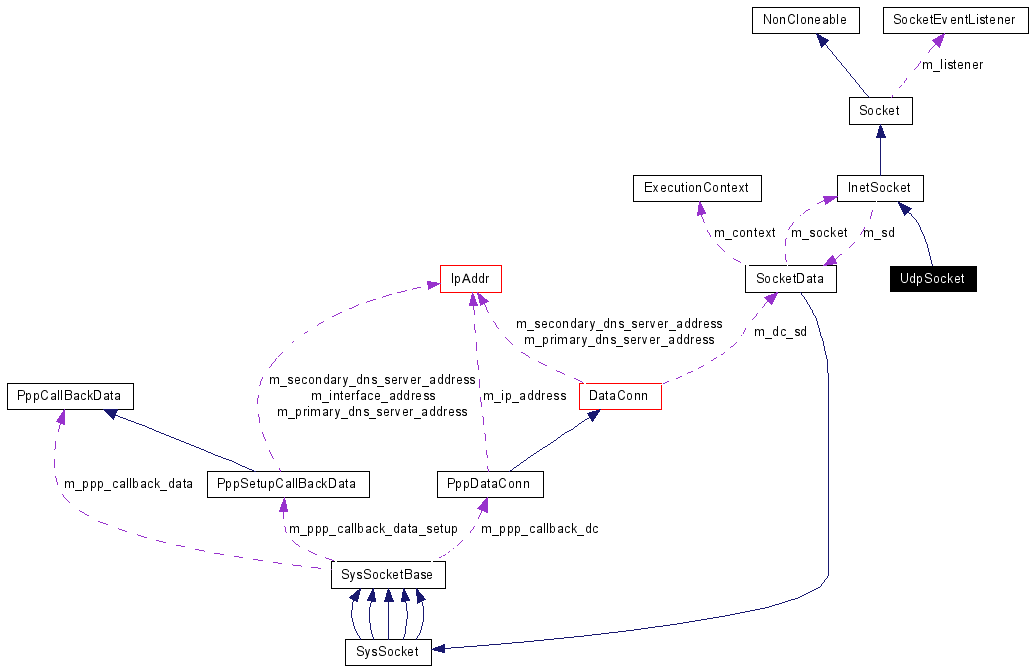 NonCloneable
SocketEventListener
m_listener
Socket
ExecutionContext
InetSocket
m_context
m_socket
m_sd
IpAddr
SocketData
UdpSocket
m_secondary_dns_server_address
m_primary_dns_server_address
m_dc_sd
m_secondary_dns_server_address
m_interface_address
m_primary_dns_server_address
m_ip_address
PppCallBackData
DataConn
m_ppp_callback_data
PppSetupCallBackData
PppDataConn
m_ppp_callback_data_setup
m_ppp_callback_dc
SysSocketBase
SysSocket